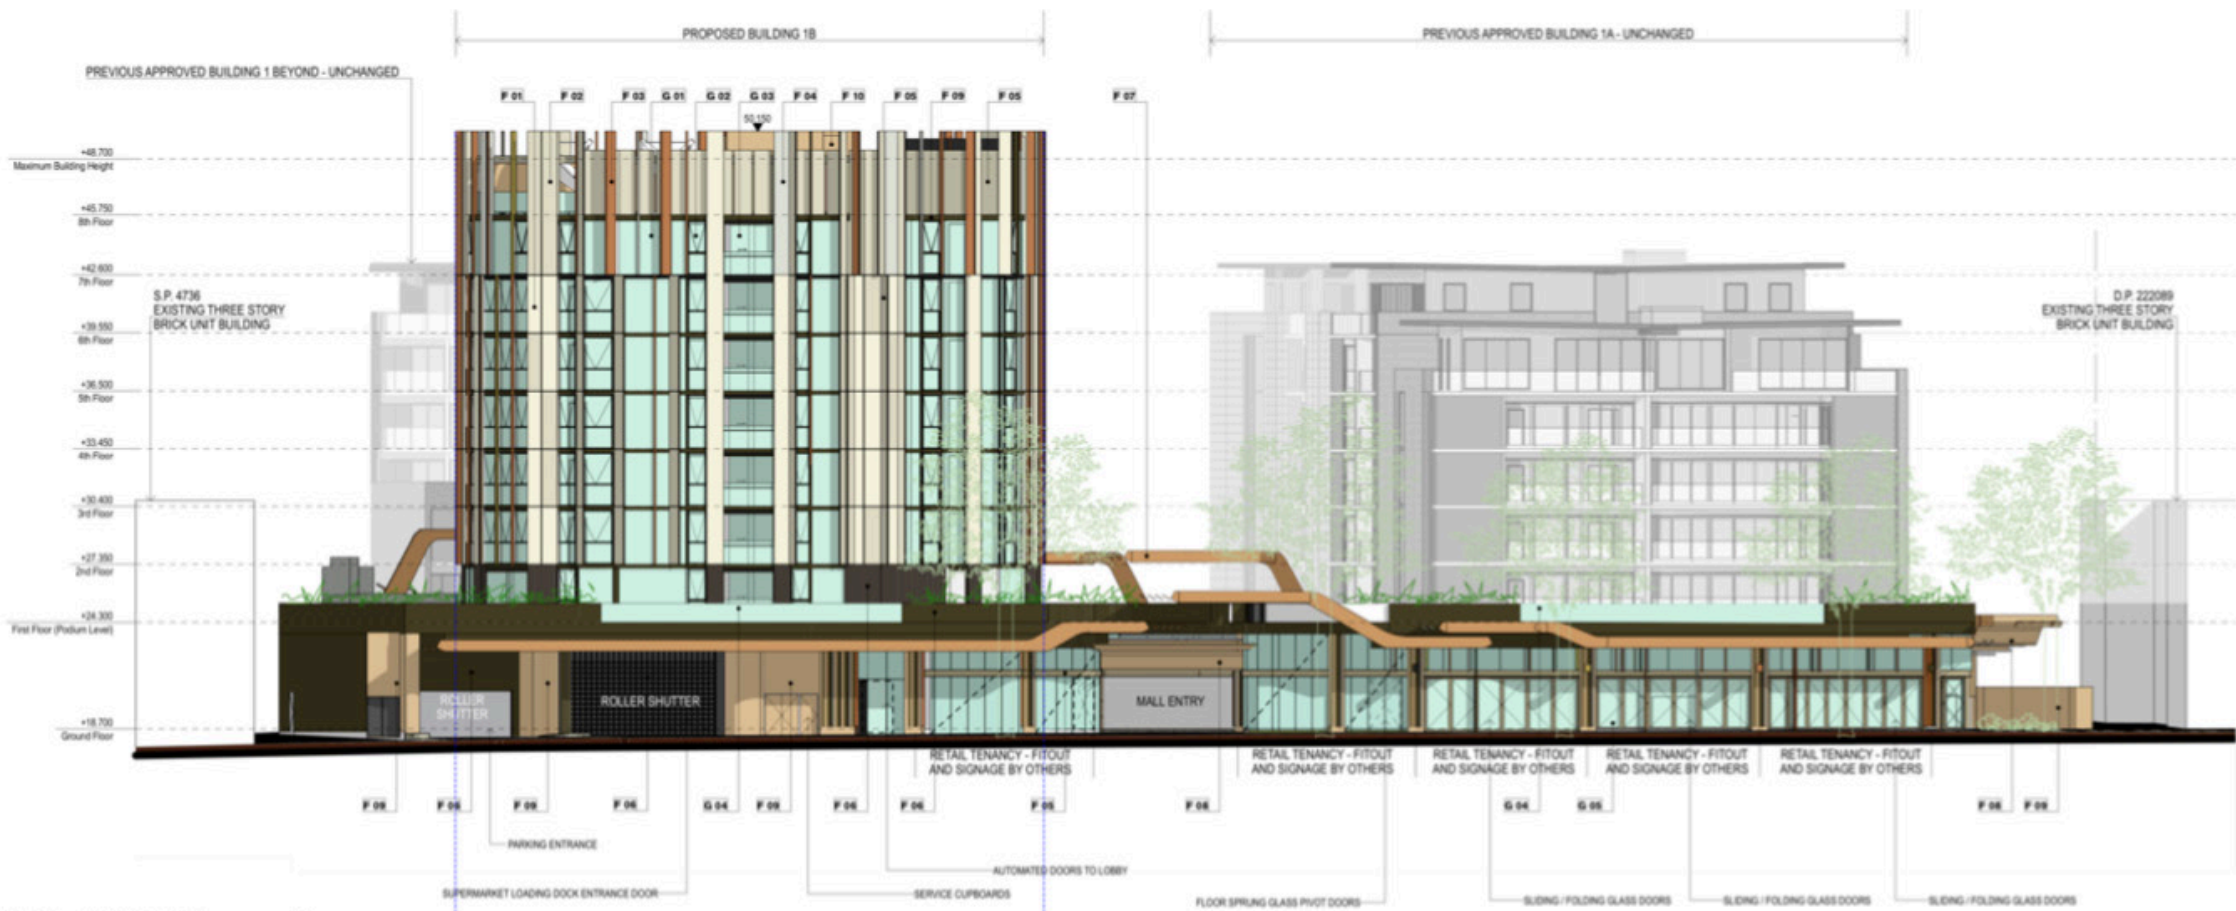 PROPOSED BUILDING 1B
PREVIOUS APPROVED BUILDING 1A - UNCHANGED
PREVIOUS APPROVED BUILDING 1 BEYOND - UNCHANGED
F 01
F 02
F 03
G 01
G 02
G 03
F 04
F 10
F 05
F 09
F 05
F 07
50.150
+48.700
Maximum Building Height
+45.750
8th Floor
+42.600
7th Floor
S.P. 4736
EXISTING THREE STORY
BRICK UNIT BUILDING
D.P. 222089
EXISTING THREE STORY
BRICK UNIT BUILDING
+39.550
6th Floor
+36.500
5th Floor
+33.450
4th Floor
+30.400
3rd Floor
+27.350
2nd Floor
+24.300
First Floor (Podium Level)
+18.700
Ground Floor
ROLLER
SHUTTER
ROLLER SHUTTER
MALL ENTRY
RETAIL TENANCY - FITOUT
AND SIGNAGE BY OTHERS
RETAIL TENANCY - FITOUT
AND SIGNAGE BY OTHERS
RETAIL TENANCY - FITOUT
AND SIGNAGE BY OTHERS
RETAIL TENANCY - FITOUT
AND SIGNAGE BY OTHERS
RETAIL TENANCY - FITOUT
AND SIGNAGE BY OTHERS
F 09
F 06
F 09
F 06
G 04
F 09
F 06
F 06
F 05
F 08
G 04
G 05
F 08
F 09
PARKING ENTRANCE
AUTOMATED DOORS TO LOBBY
SUPERMARKET LOADING DOCK ENTRANCE DOOR
SERVICE CUPBOARDS
FLOOR SPRUNG GLASS PIVOT DOORS
SLIDING / FOLDING GLASS DOORS
SLIDING / FOLDING GLASS DOORS
SLIDING / FOLDING GLASS DOORS